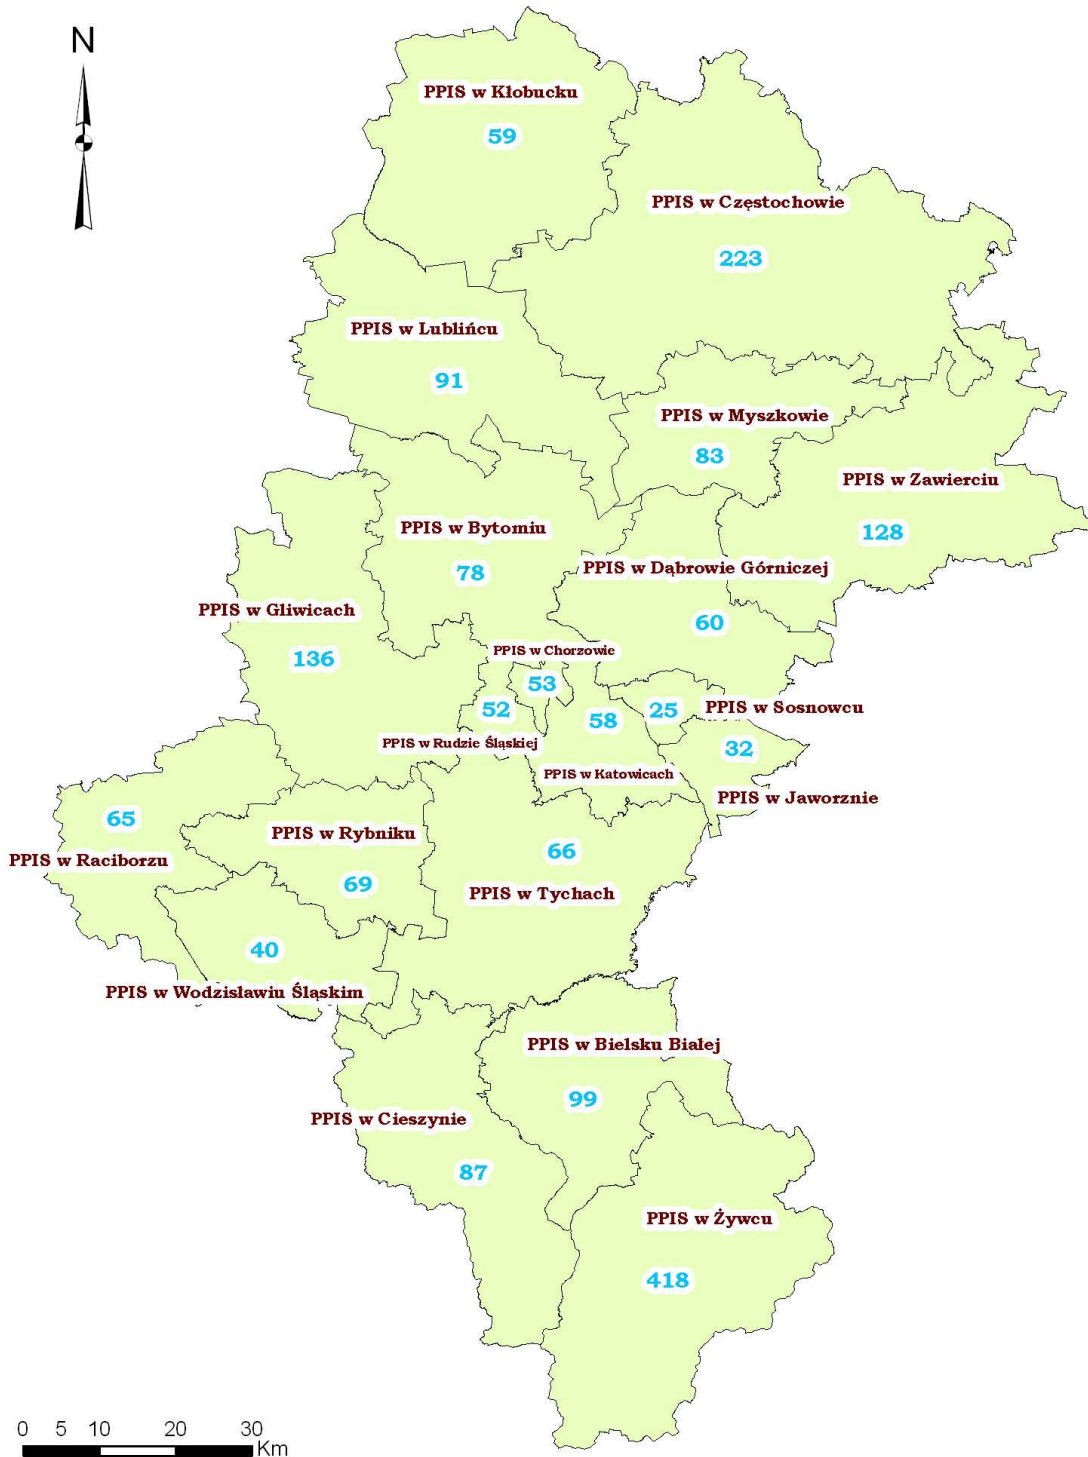 N
PPIS w Kłobucku
59
PPIS w Częstochowie
223
PPIS w Lublińcu
91
PPIS w Myszkowie
83
PPIS w Zawierciu
128
PPIS w Bytomiu
78
PPIS w Dąbrowie Górniczej
60
PPIS w Gliwicach
136
PPIS w Chorzowie
53
52
PPIS w Rudzie Śląskiej
58
PPIS w Katowicach
25
PPIS w Sosnowcu
32
PPIS w Jaworznie
65
PPIS w Raciborzu
PPIS w Rybniku
69
66
PPIS w Tychach
40
PPIS w Wodzisławiu Śląskim
PPIS w Bielsku Białej
99
PPIS w Cieszynie
87
PPIS w Żywcu
418
0 5 10 20 30
Km